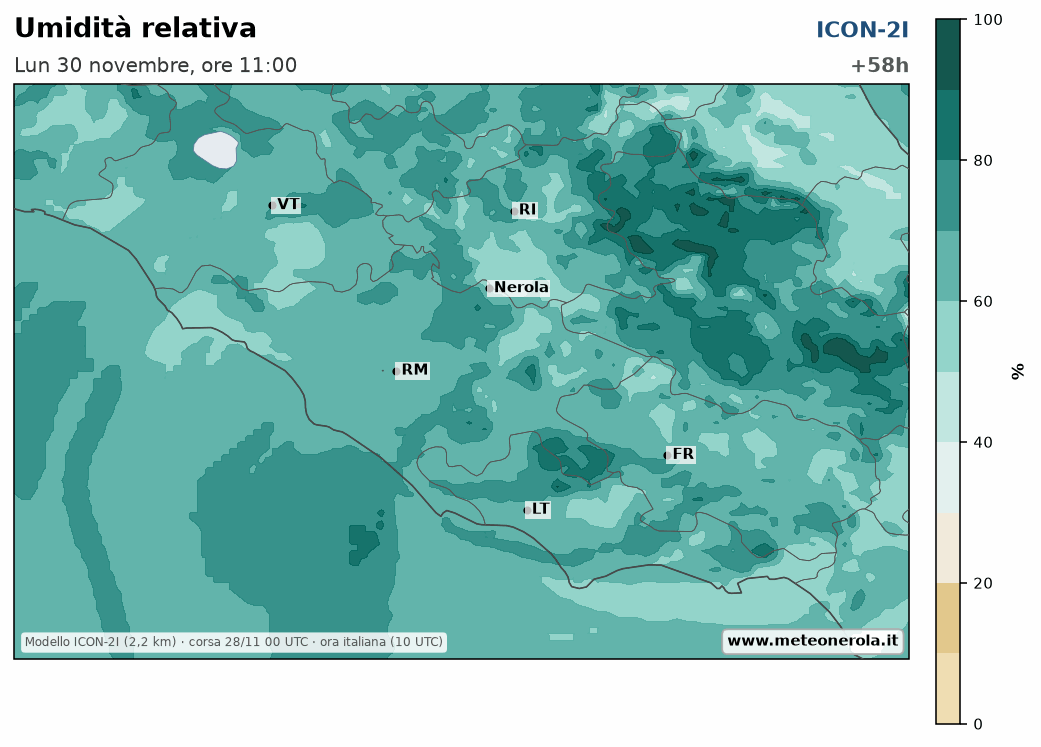 Umidità relativa
ICON-2I
Lun 30 novembre, ore 11:00
+58h
VT
RI
Nerola
RM
FR
LT
Modello ICON-2I (2,2 km) · corsa 28/11 00 UTC · ora italiana (10 UTC)
www.meteonerola.it
100
80
60
40
20
0
%